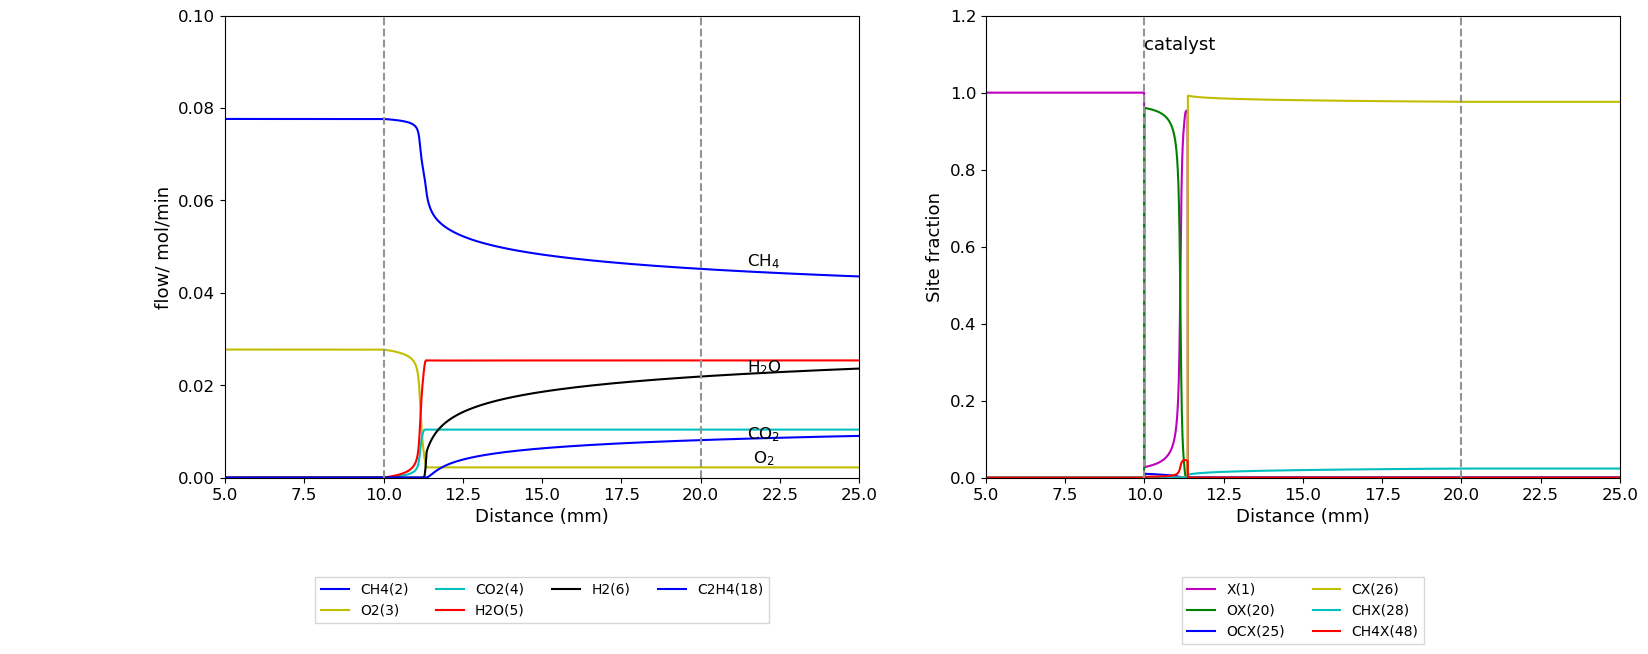 0.10
0.08
0.06
0.04
0.02
0.00
flow/ mol/min
CH₄
H₂O
CO₂
O₂
5.0 7.5 10.0 12.5 15.0 17.5 20.0 22.5 25.0
Distance (mm)
CH4(2) CO2(4) H2(6) C2H4(18)
O2(3) H2O(5)
1.2
1.0
0.8
0.6
0.4
0.2
0.0
Site fraction
catalyst
5.0 7.5 10.0 12.5 15.0 17.5 20.0 22.5 25.0
Distance (mm)
X(1) CX(26)
OX(20) CHX(28)
OCX(25) CH4X(48)